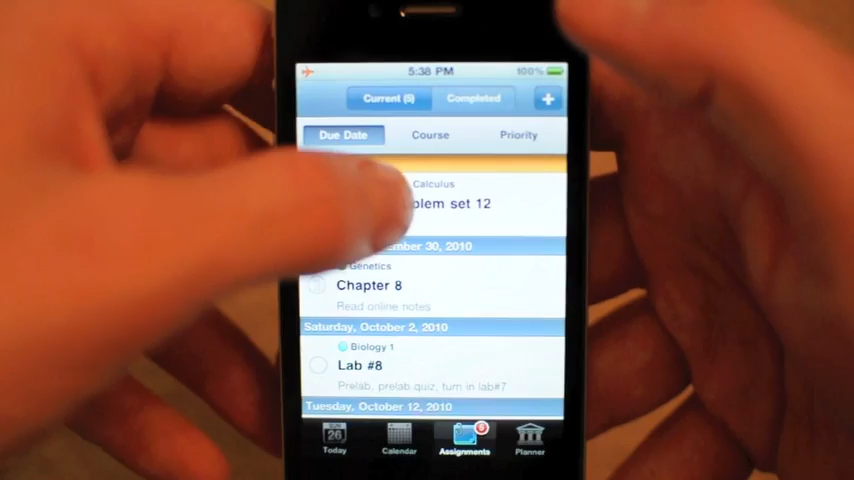 5:38 PM 100%
Current (5) Completed +
Due Date Course Priority
Calculus
set 12
30, 2010
Genetics
Chapter 8
Read online notes
Saturday, October 2, 2010
Biology 1
Lab #8
Prelab, prelab quiz, turn in lab#7
Tuesday, October 12, 2010
SUN
26
5
Today Calendar Assignments Planner